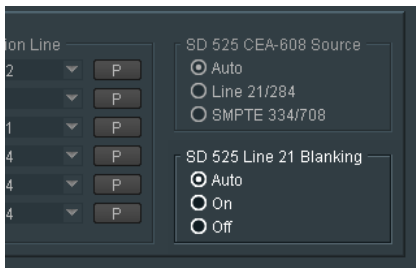 ion Line
2 P
P
1 P
4 P
4 P
4 P
SD 525 CEA-608 Source
Auto
Line 21/284
SMPTE 334/708
SD 525 Line 21 Blanking
Auto
On
Off